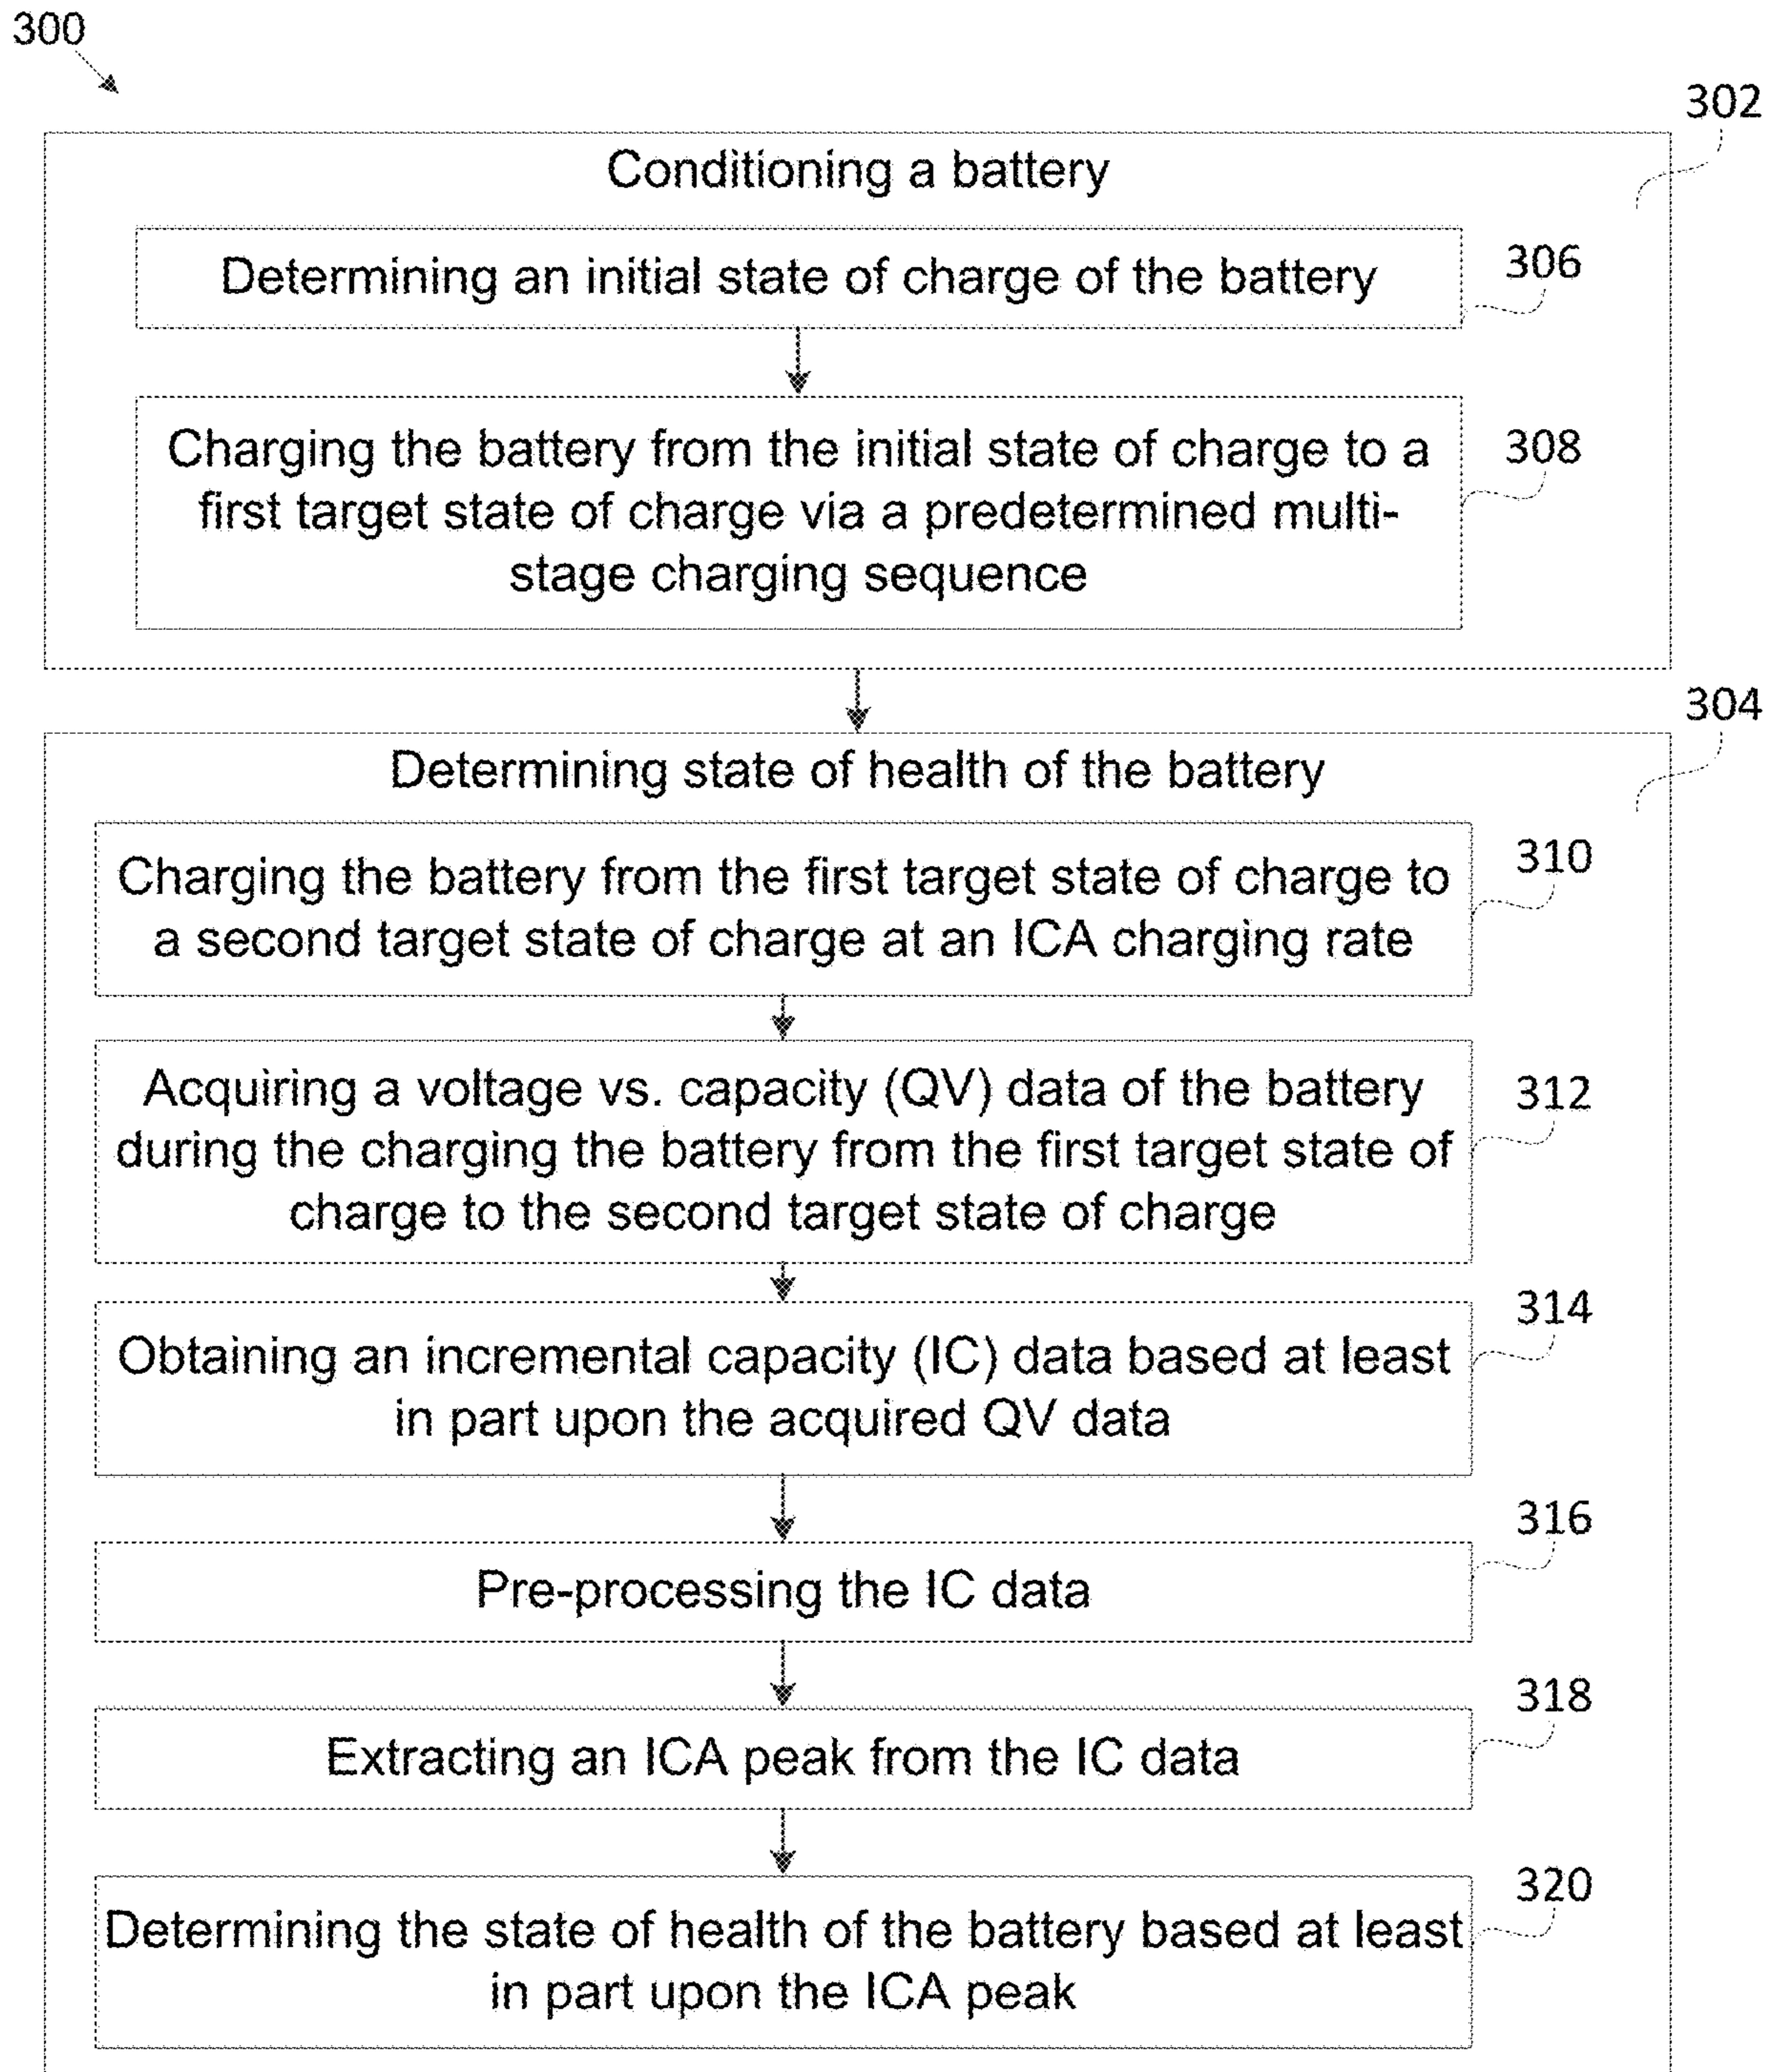 300
302
Conditioning a battery
Determining an initial state of charge of the battery
306
Charging the battery from the initial state of charge to a
first target state of charge via a predetermined multi-
stage charging sequence
308
304
Determining state of health of the battery
Charging the battery from the first target state of charge to
a second target state of charge at an ICA charging rate
310
Acquiring a voltage vs. capacity (QV) data of the battery
during the charging the battery from the first target state of
charge to the second target state of charge
312
Obtaining an incremental capacity (IC) data based at least
in part upon the acquired QV data
314
Pre-processing the IC data
316
Extracting an ICA peak from the IC data
318
Determining the state of health of the battery based at least
in part upon the ICA peak
320